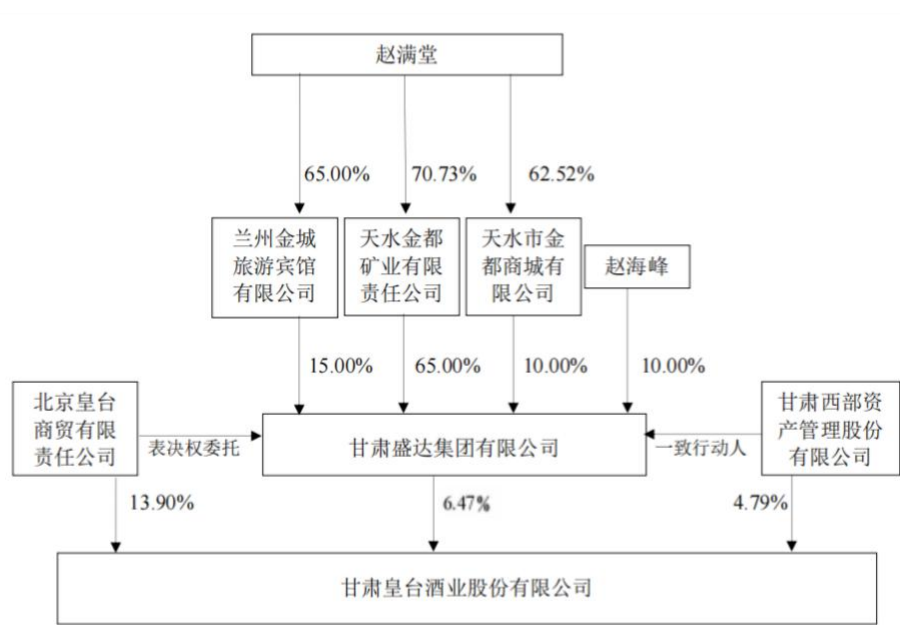 赵满堂
65.00%
70.73%
62.52%
兰州金城
旅游宾馆
有限公司
天水金都
矿业有限
责任公司
天水市金
都商城有
限公司
赵海峰
15.00%
65.00%
10.00%
10.00%
北京皇台
商贸有限
责任公司
表决权委托
甘肃盛达集团有限公司
一致行动人
甘肃西部资
产管理股份
有限公司
13.90%
6.47%
4.79%
甘肃皇台酒业股份有限公司